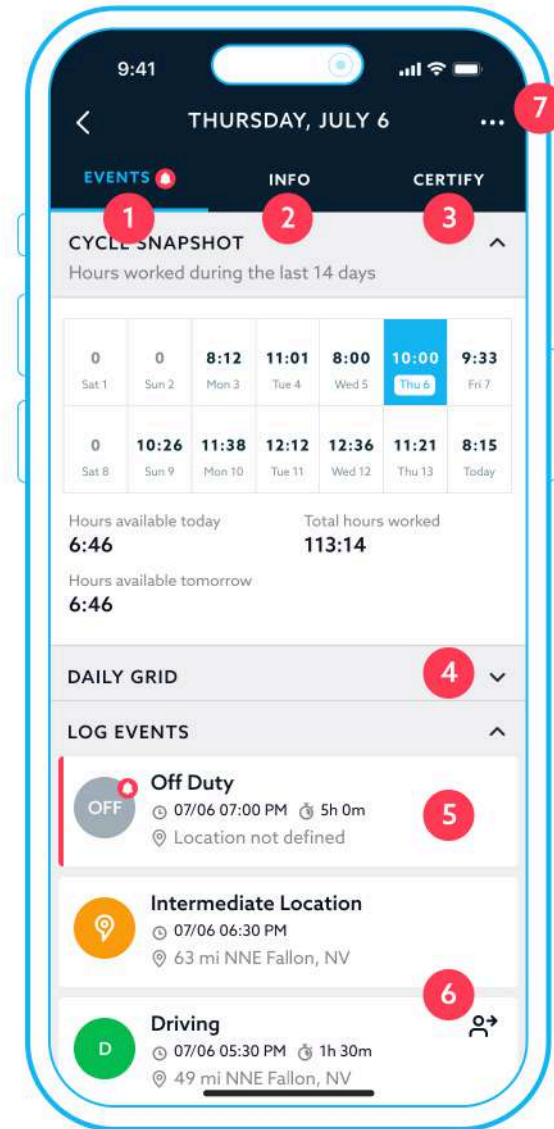 9:41
THURSDAY, JULY 6
7
EVENTS INFO CERTIFY
1 2 3
CYCLE SNAPSHOT
Hours worked during the last 14 days
0 0 8:12 11:01 8:00 10:00 9:33
Sat 1 Sun 2 Mon 3 Tue 4 Wed 5 Thu 6 Fri 7
0 10:26 11:38 12:12 12:36 11:21 8:15
Sat 8 Sun 9 Mon 10 Tue 11 Wed 12 Thu 13 Today
Hours available today Total hours worked
6:46 113:14
Hours available tomorrow
6:46
DAILY GRID 4
LOG EVENTS
Off Duty
OFF 07/06 07:00 PM 5h 0m 5
Location not defined
Intermediate Location
07/06 06:30 PM
63 mi NNE Fallon, NV
6
Driving
D 07/06 05:30 PM 1h 30m
49 mi NNE Fallon, NV